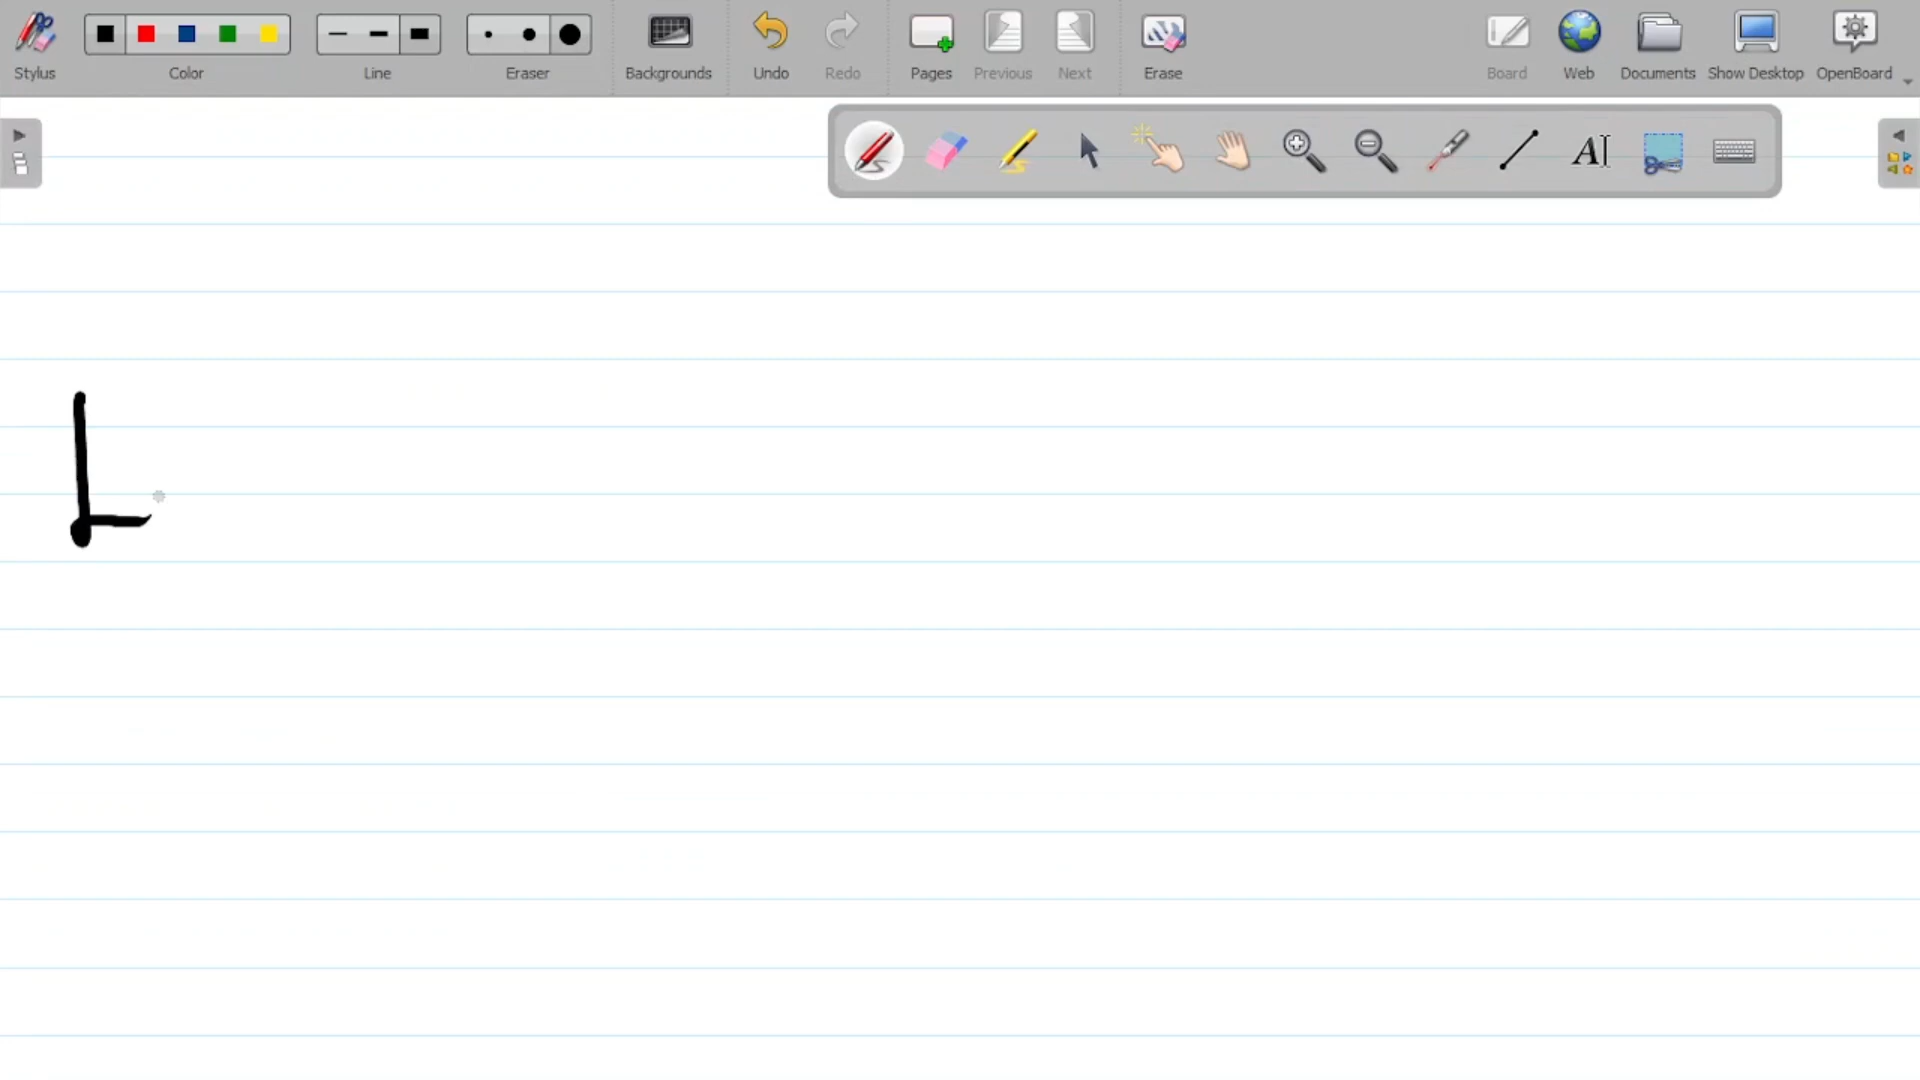 Stylus Color Line Eraser Backgrounds Undo Redo Pages Previous Next Erase Board Web Documents Show Desktop OpenBoard
A
L